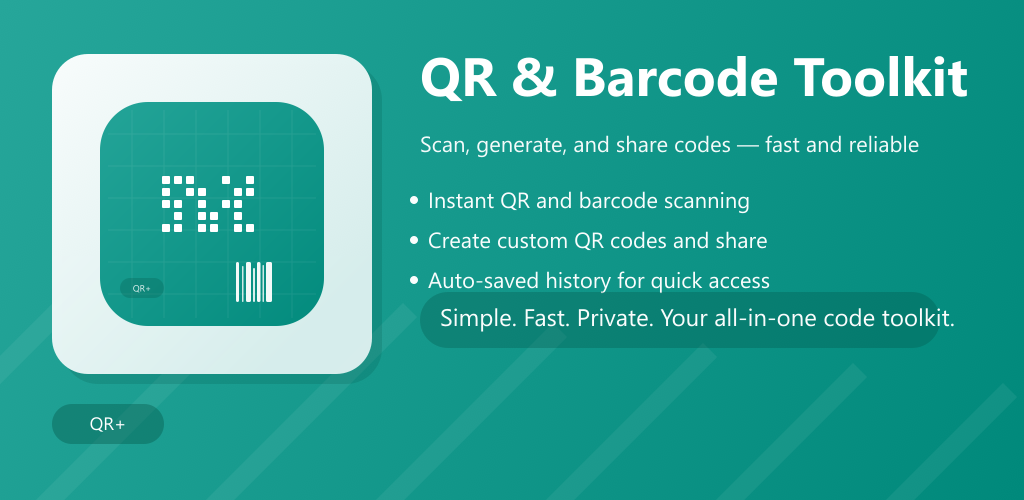 QR & Barcode Toolkit
Scan, generate, and share codes — fast and reliable
• Instant QR and barcode scanning
• Create custom QR codes and share
• Auto-saved history for quick access
Simple. Fast. Private. Your all-in-one code toolkit.
QR+
QR+